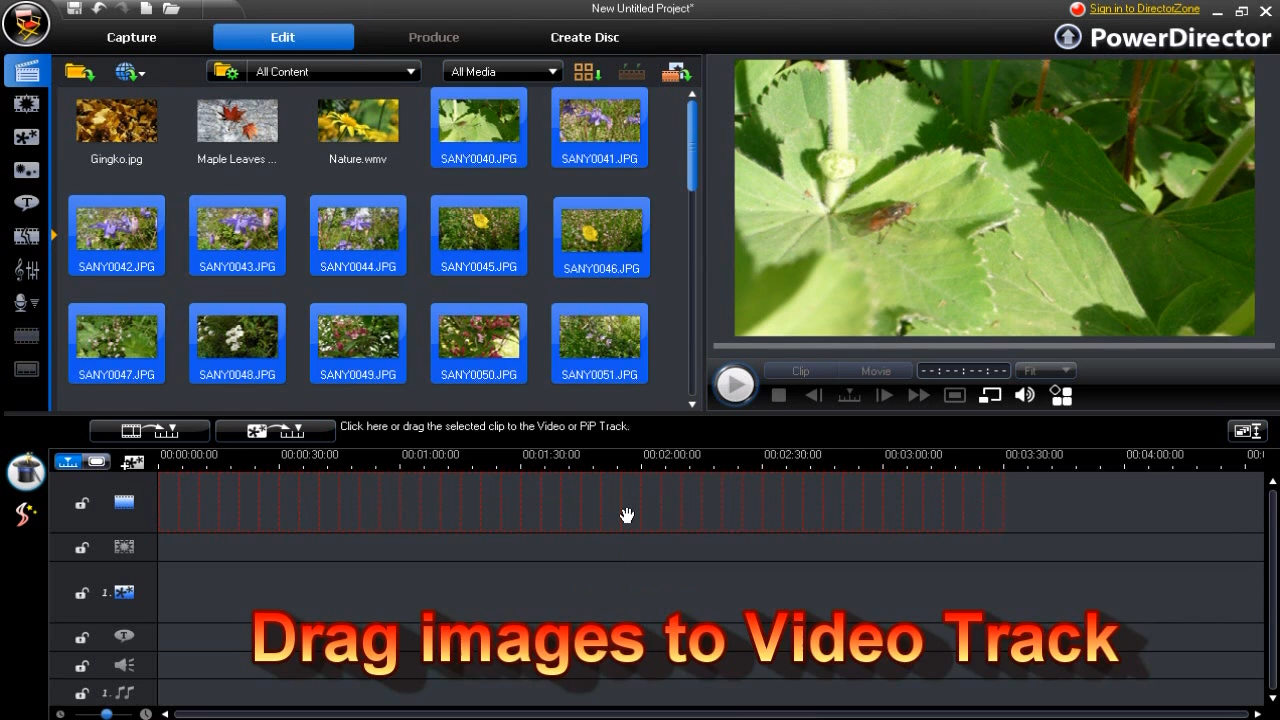 New Untitled Project*
Sign in to DirectorZone
Capture
Edit
Produce
Create Disc
PowerDirector
All Content
All Media
Gingko.jpg
Maple Leaves ...
Nature.wmv
SANY0040.JPG
SANY0041.JPG
SANY0042.JPG
SANY0043.JPG
SANY0044.JPG
SANY0045.JPG
SANY0046.JPG
SANY0047.JPG
SANY0048.JPG
SANY0049.JPG
SANY0050.JPG
SANY0051.JPG
Clip
Movie
--:--:--:--
Fit
Click here or drag the selected clip to the Video or PiP Track.
00:00:00:00
00:00:30:00
00:01:00:00
00:01:30:00
00:02:00:00
00:02:30:00
00:03:00:00
00:03:30:00
00:04:00:00
00:0
1.
T
1.
Drag images to Video Track